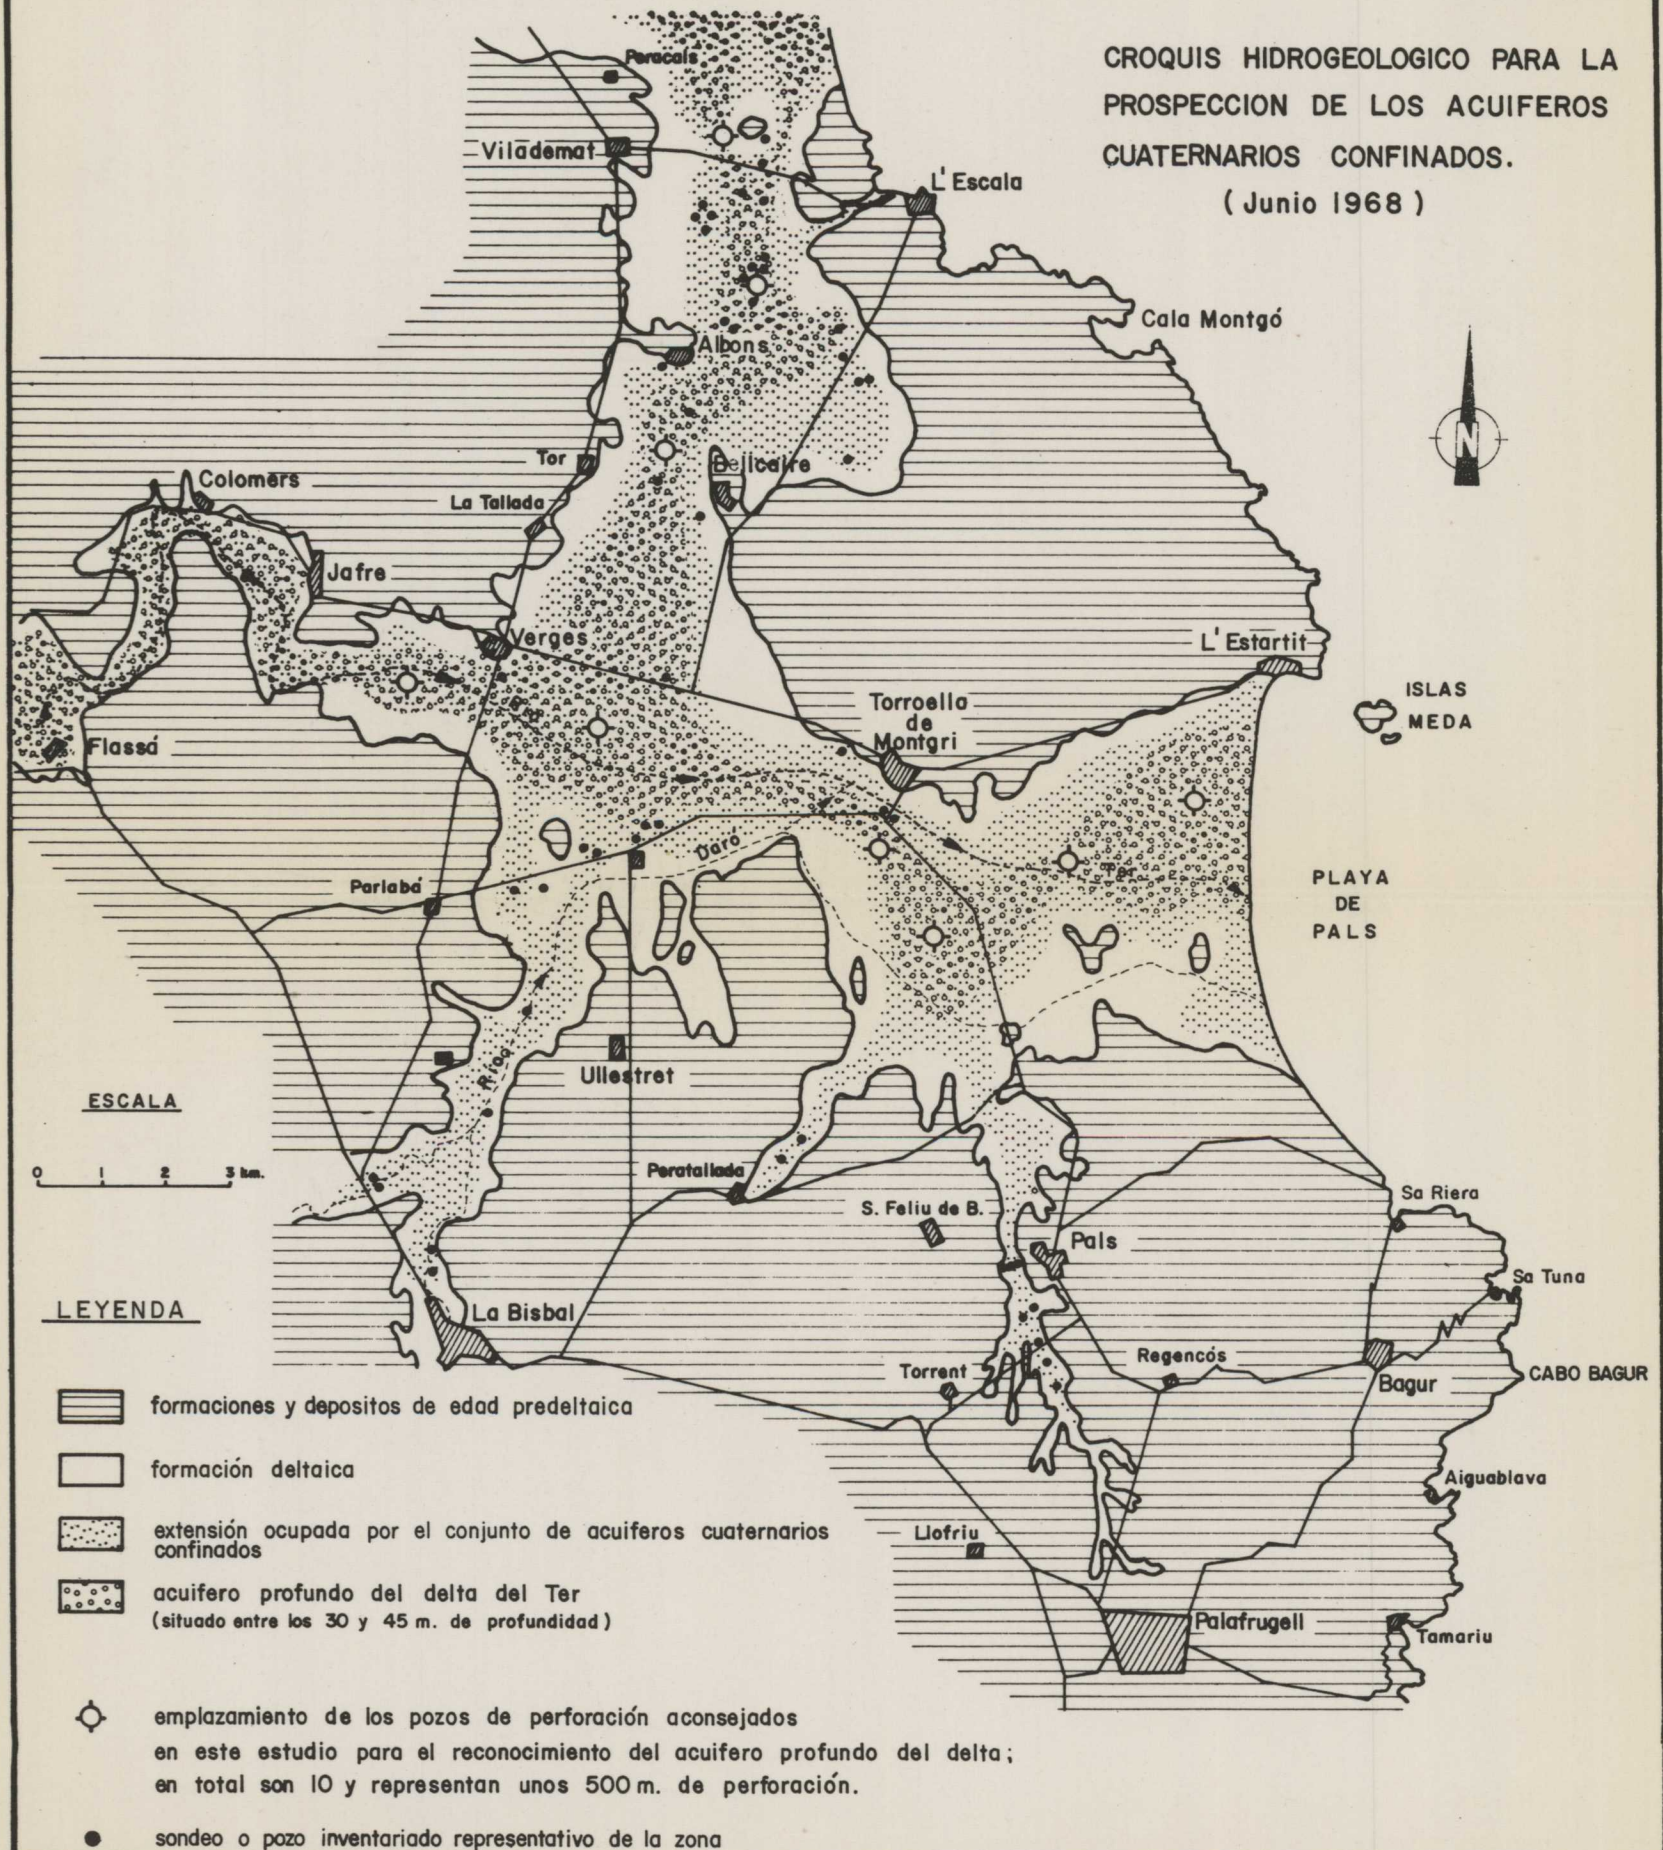 CROQUIS HIDROGEOLOGICO PARA LA
PROSPECCION DE LOS ACUIFEROS
CUATERNARIOS CONFINADOS.
( Junio 1968 )
Peracals
Vilademat
L'Escala
Cala Montgó
Albons
N
Tor
Bellcaire
Colomers
La Tallada
Jafre
Verges
L'Estartit
ISLAS
MEDA
Torroella
de
Montgri
Flassá
Daró
Ter
Parlabá
PLAYA
DE
PALS
Ullestret
ESCALA
0 1 2 3 km.
Peratallada
S. Feliu de B.
Pals
Sa Riera
Sa Tuna
LEYENDA
La Bisbal
Torrent
Regencós
Bagur
CABO BAGUR
formaciones y depositos de edad predeltaica
formación deltaica
Aiguablava
extensión ocupada por el conjunto de acuiferos cuaternarios
confinados
Llofriu
acuifero profundo del delta del Ter
(situado entre los 30 y 45 m. de profundidad)
Palafrugell
Tamariu
emplazamiento de los pozos de perforación aconsejados
en este estudio para el reconocimiento del acuifero profundo del delta;
en total son 10 y representan unos 500 m. de perforación.
sondeo o pozo inventariado representativo de la zona